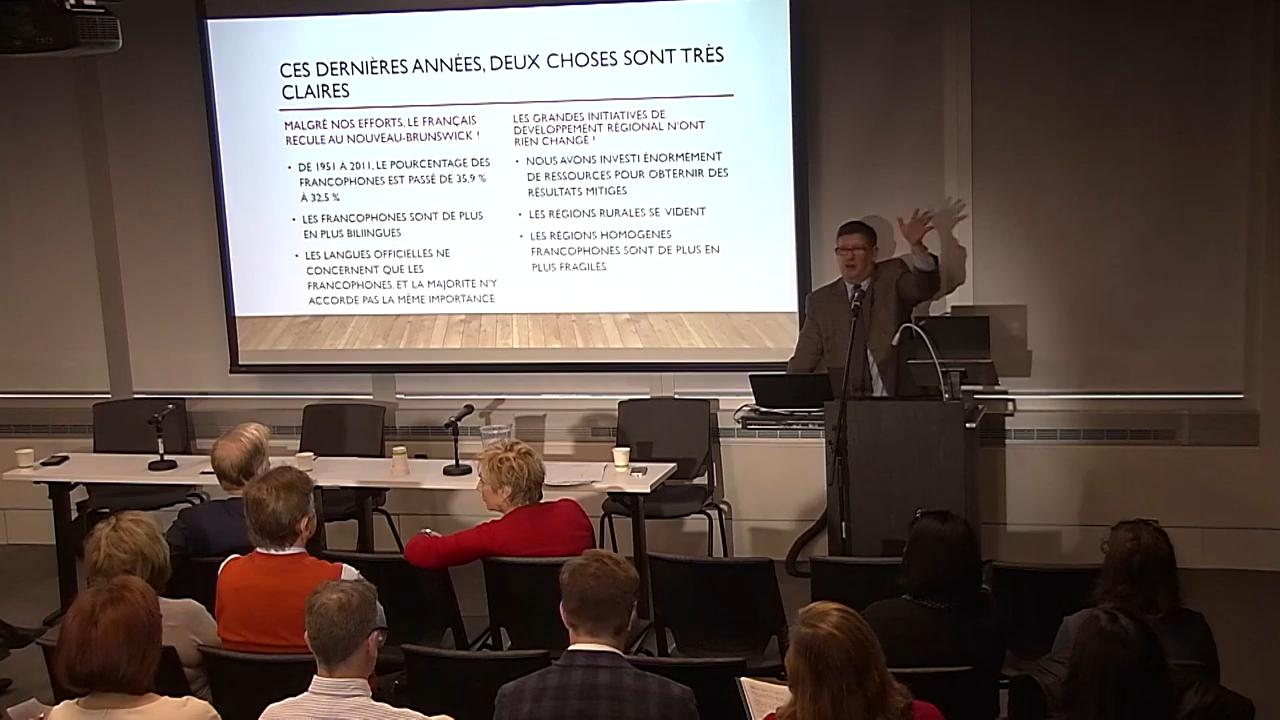 CES DERNIÈRES ANNÉES, DEUX CHOSES SONT TRÈS
CLAIRES
MALGRÉ NOS EFFORTS, LE FRANÇAIS
RECULE AU NOUVEAU-BRUNSWICK !
• DE 1951 À 2011, LE POURCENTAGE DES
FRANCOPHONES EST PASSÉ DE 35,9 %
À 32,5 %
• LES FRANCOPHONES SONT DE PLUS
EN PLUS BILIINGUES
• LES LANGUES OFFICIELLES NE
CONCERNENT QUE LES
FRANCOPHONES, ET LA MAJORITÉ N'Y
ACCORDE PAS LA MÊME IMPORTANCE
LES GRANDES INITIATIVES DE
DÉVELOPPEMENT RÉGIONAL N'ONT
RIEN CHANGÉ !
• NOUS AVONS INVESTI ÉNORMÉMENT
DE RESSOURCES POUR OBTERNIR DES
RÉSULTATS MITIGÉS
• LES RÉGIONS RURALES SE VIDENT
• LES RÉGIONS HOMOGÈNES
FRANCOPHONES SONT DE PLUS EN
PLUS FRAGILES